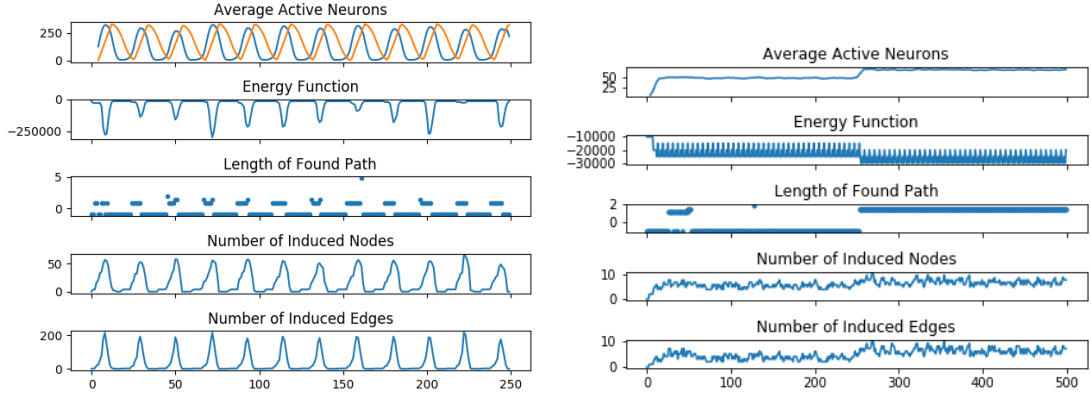 Average Active Neurons
250
0
Energy Function
0
−250000
Length of Found Path
5
0
Number of Induced Nodes
50
0
Number of Induced Edges
200
0
0 50 100 150 200 250
Average Active Neurons
50
25
Energy Function
−10000
−20000
−30000
Length of Found Path
2
0
Number of Induced Nodes
10
0
Number of Induced Edges
10
0
0 100 200 300 400 500